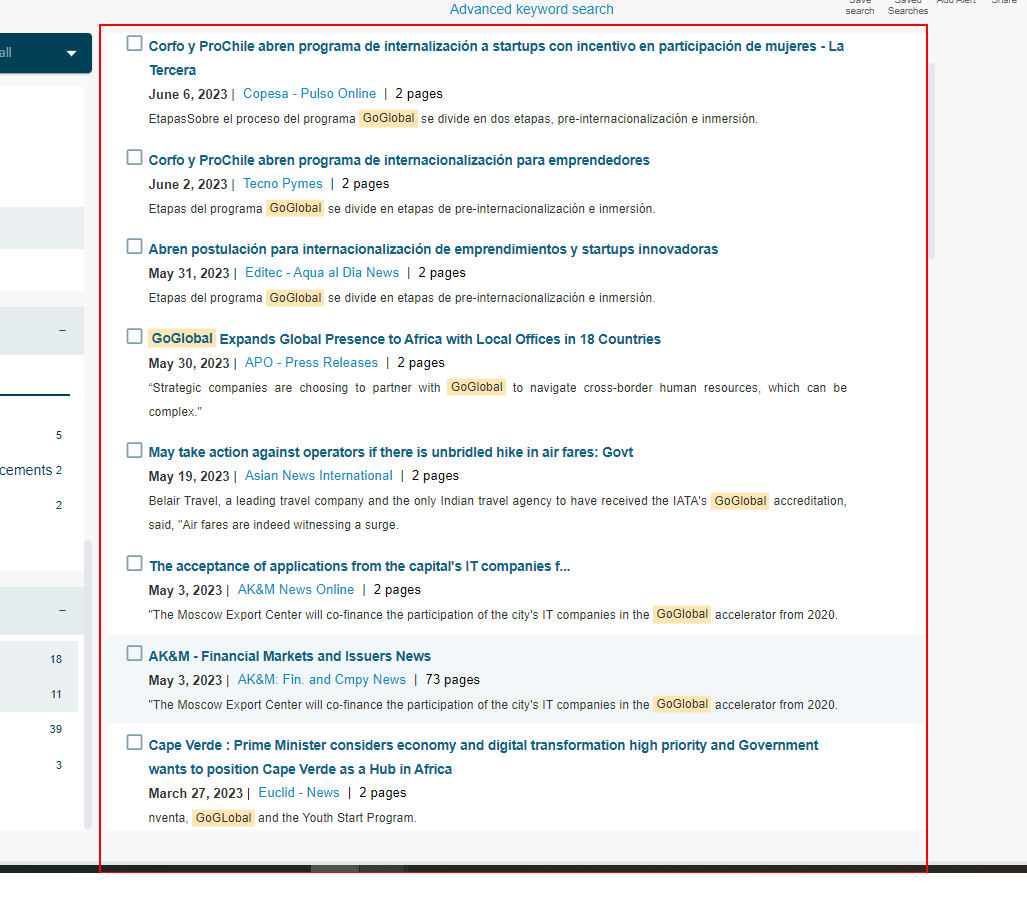 Advanced keyword search
Save
search
Saved
Searches
Add Alert
Share
all
Corfo y ProChile abren programa de internalización a startups con incentivo en participación de mujeres - La
Tercera
June 6, 2023 | Copesa - Pulso Online | 2 pages
EtapasSobre el proceso del programa GoGlobal se divide en dos etapas, pre-internacionalización e inmersión.
Corfo y ProChile abren programa de internacionalización para emprendedores
June 2, 2023 | Tecno Pymes | 2 pages
Etapas del programa GoGlobal se divide en etapas de pre-internacionalización e inmersión.
Abren postulación para internacionalización de emprendimientos y startups innovadoras
May 31, 2023 | Editec - Aqua al Dia News | 2 pages
Etapas del programa GoGlobal se divide en etapas de pre-internacionalización e inmersión.
–
GoGlobal Expands Global Presence to Africa with Local Offices in 18 Countries
May 30, 2023 | APO - Press Releases | 2 pages
“Strategic companies are choosing to partner with GoGlobal to navigate cross-border human resources, which can be
complex."
5
May take action against operators if there is unbridled hike in air fares: Govt
cements 2
May 19, 2023 | Asian News International | 2 pages
Belair Travel, a leading travel company and the only Indian travel agency to have received the IATA's GoGlobal accreditation,
2
said, "Air fares are indeed witnessing a surge.
The acceptance of applications from the capital's IT companies f...
May 3, 2023 | AK&M News Online | 2 pages
–
"The Moscow Export Center will co-finance the participation of the city's IT companies in the GoGlobal accelerator from 2020.
18
AK&M - Financial Markets and Issuers News
May 3, 2023 | AK&M: Fin. and Cmpy News | 73 pages
11
"The Moscow Export Center will co-finance the participation of the city's IT companies in the GoGlobal accelerator from 2020.
39
Cape Verde : Prime Minister considers economy and digital transformation high priority and Government
3
wants to position Cape Verde as a Hub in Africa
March 27, 2023 | Euclid - News | 2 pages
nventa, GoGLobal and the Youth Start Program.